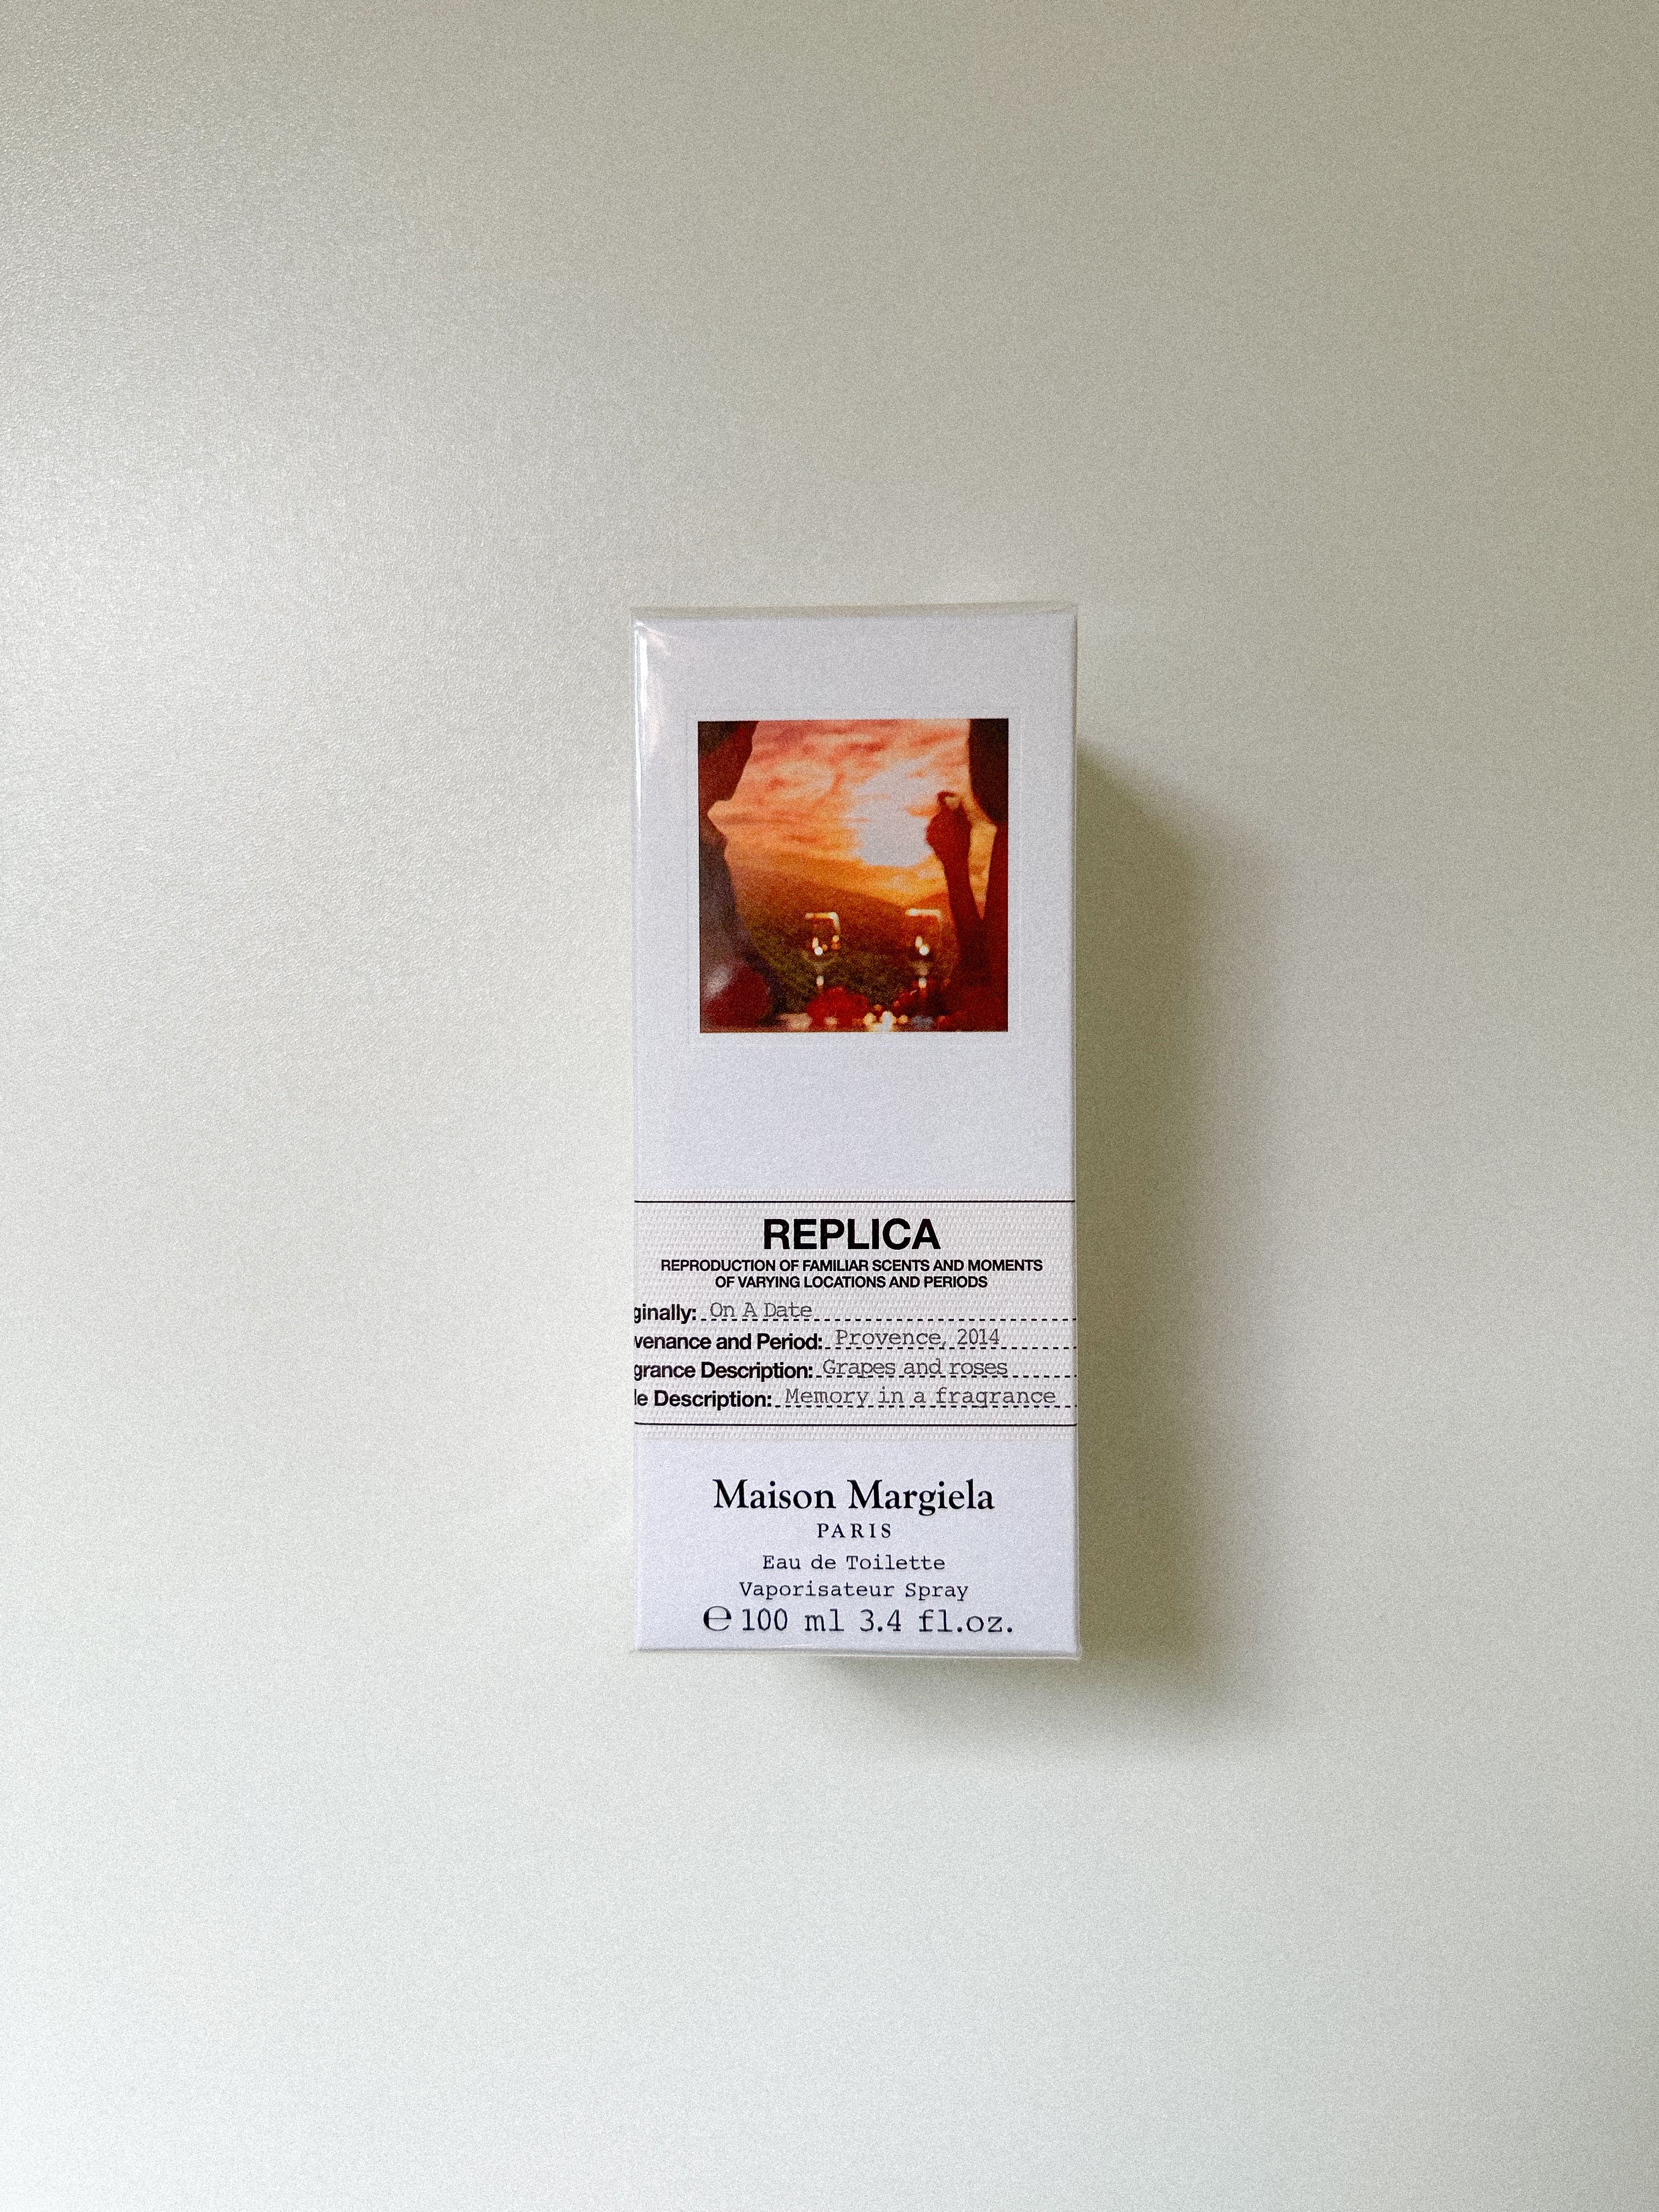 REPLICA
REPRODUCTION OF FAMILIAR SCENTS AND MOMENTS
OF VARYING LOCATIONS AND PERIODS
ginally: On A Date
venance and Period: Provence, 2014
grance Description: Grapes and roses
le Description: Memory in a fragrance
Maison Margiela
PARIS
Eau de Toilette
Vaporisateur Spray
℮ 100 ml 3.4 fl.oz.